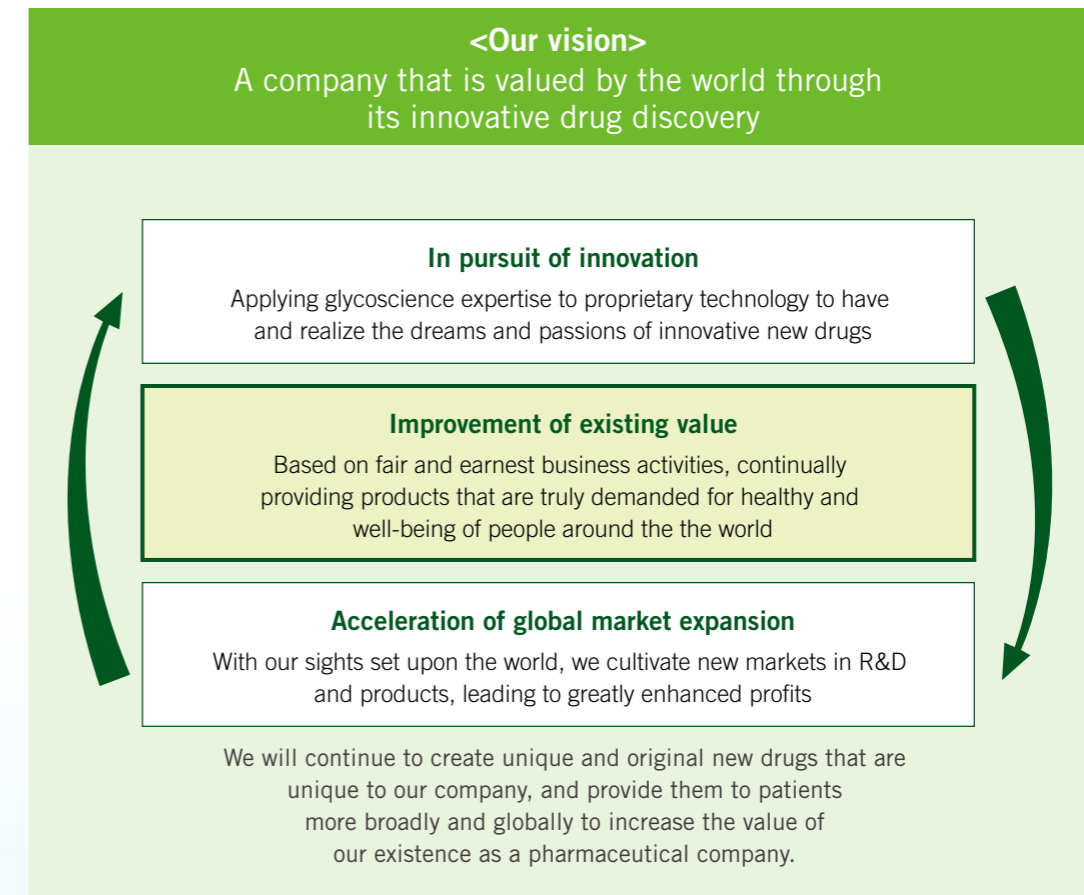 <Our vision>
A company that is valued by the world through
its innovative drug discovery
In pursuit of innovation
Applying glycoscience expertise to proprietary technology to have
and realize the dreams and passions of innovative new drugs
Improvement of existing value
Based on fair and earnest business activities, continually
providing products that are truly demanded for healthy and
well-being of people around the the world
Acceleration of global market expansion
With our sights set upon the world, we cultivate new markets in R&D
and products, leading to greatly enhanced profits
We will continue to create unique and original new drugs that are
unique to our company, and provide them to patients
more broadly and globally to increase the value of
our existence as a pharmaceutical company.